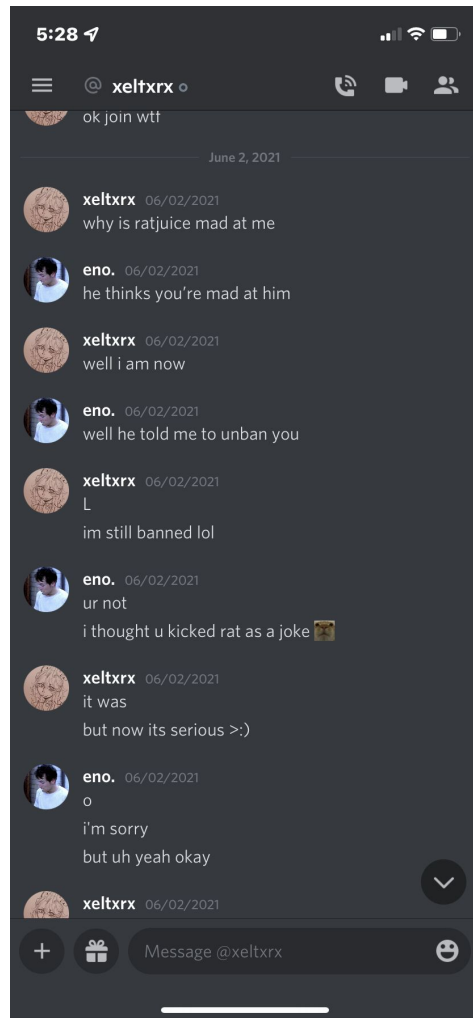 5:28
@ xeltxrx
ok join wtf
June 2, 2021
xeltxrx 06/02/2021
why is ratjuice mad at me
eno. 06/02/2021
he thinks you’re mad at him
xeltxrx 06/02/2021
well i am now
eno. 06/02/2021
well he told me to unban you
xeltxrx 06/02/2021
L
im still banned lol
eno. 06/02/2021
ur not
i thought u kicked rat as a joke
xeltxrx 06/02/2021
it was
but now its serious >:)
eno. 06/02/2021
o
i'm sorry
but uh yeah okay
xeltxrx 06/02/2021
Message @xeltxrx